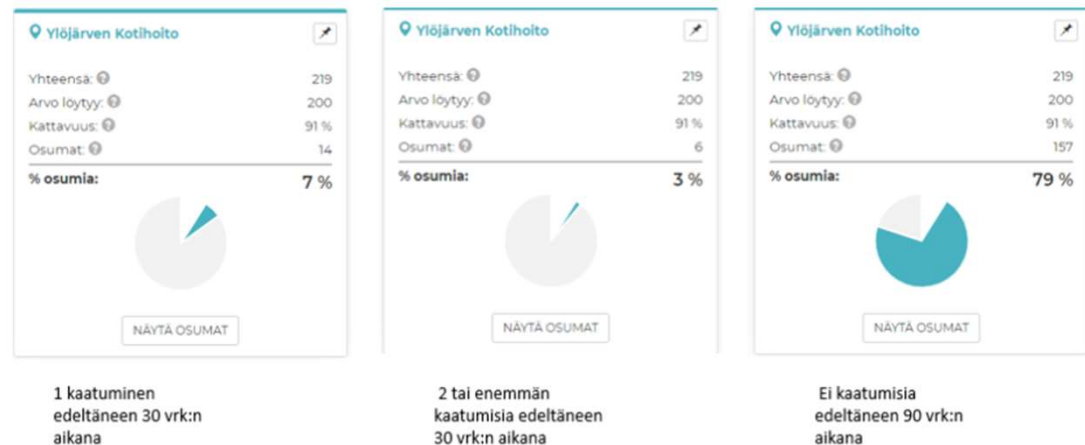 Ylöjärven Kotihoito
Yhteensä: 219
Arvo löytyy: 200
Kattavuus: 91 %
Osumat: 14
% osumia: 7 %
NÄYTÄ OSUMAT
1 kaatuminen
edeltäneen 30 vrk:n
aikana
Ylöjärven Kotihoito
Yhteensä: 219
Arvo löytyy: 200
Kattavuus: 91 %
Osumat: 6
% osumia: 3 %
NÄYTÄ OSUMAT
2 tai enemmän
kaatumisia edeltäneen
30 vrk:n aikana
Ylöjärven Kotihoito
Yhteensä: 219
Arvo löytyy: 200
Kattavuus: 91 %
Osumat: 157
% osumia: 79 %
NÄYTÄ OSUMAT
Ei kaatumisia
edeltäneen 90 vrk:n
aikana